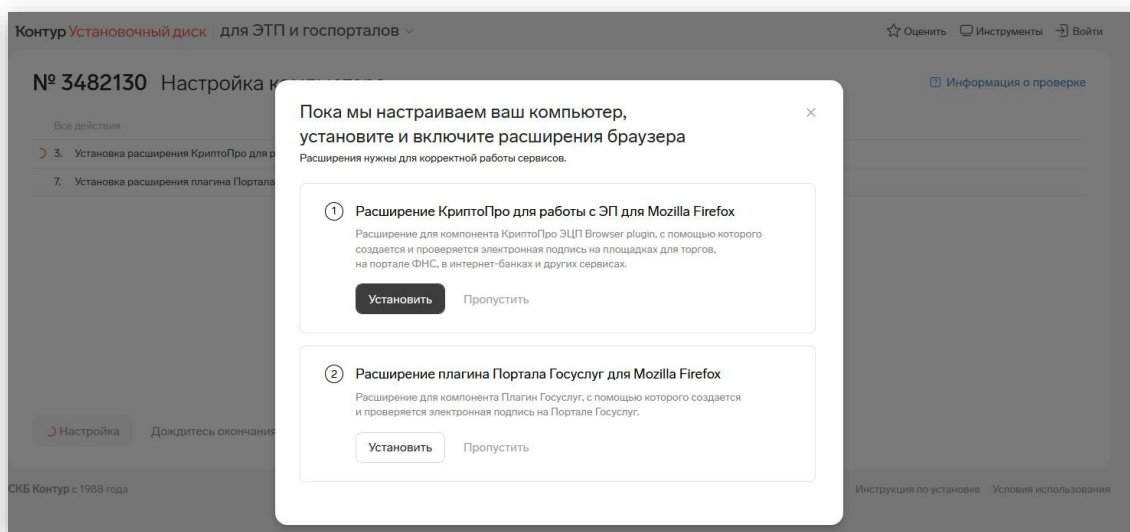 Контур Установочный диск для ЭТП и госпорталов
Оценить Инструменты Войти
№ 3482130 Настройка
Информация о проверке
Все действия
3. Установка расширения КриптоПро для р
7. Установка расширения плагина Портала
Пока мы настраиваем ваш компьютер,
установите и включите расширения браузера
Расширения нужны для корректной работы сервисов.
1 Расширение КриптоПро для работы с ЭП для Mozilla Firefox
Расширение для компонента КриптоПро ЭЦП Browser plugin, с помощью которого
создается и проверяется электронная подпись на площадках для торгов,
на портале ФНС, в интернет-банках и других сервисах.
Установить Пропустить
2 Расширение плагина Портала Госуслуг для Mozilla Firefox
Расширение для компонента Плагин Госуслуг, с помощью которого создается
и проверяется электронная подпись на Портале Госуслуг.
Установить Пропустить
Настройка Дождитесь окончания
СКБ Контур с 1988 года
Инструкция по установке Условия использования